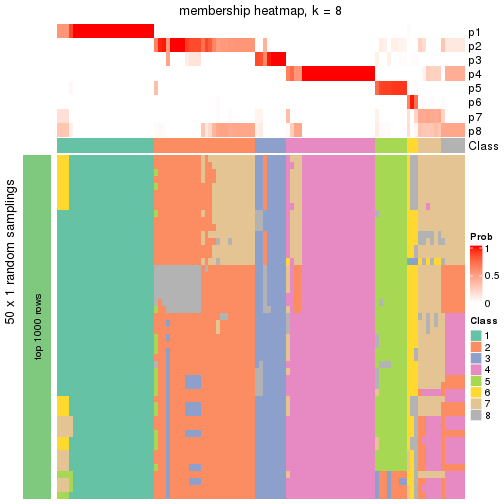 membership heatmap, k = 8
p1
p2
p3
p4
p5
p6
p7
p8
Class
50 x 1 random samplings
top 1000 rows
Prob
1
0.5
0
Class
1
2
3
4
5
6
7
8